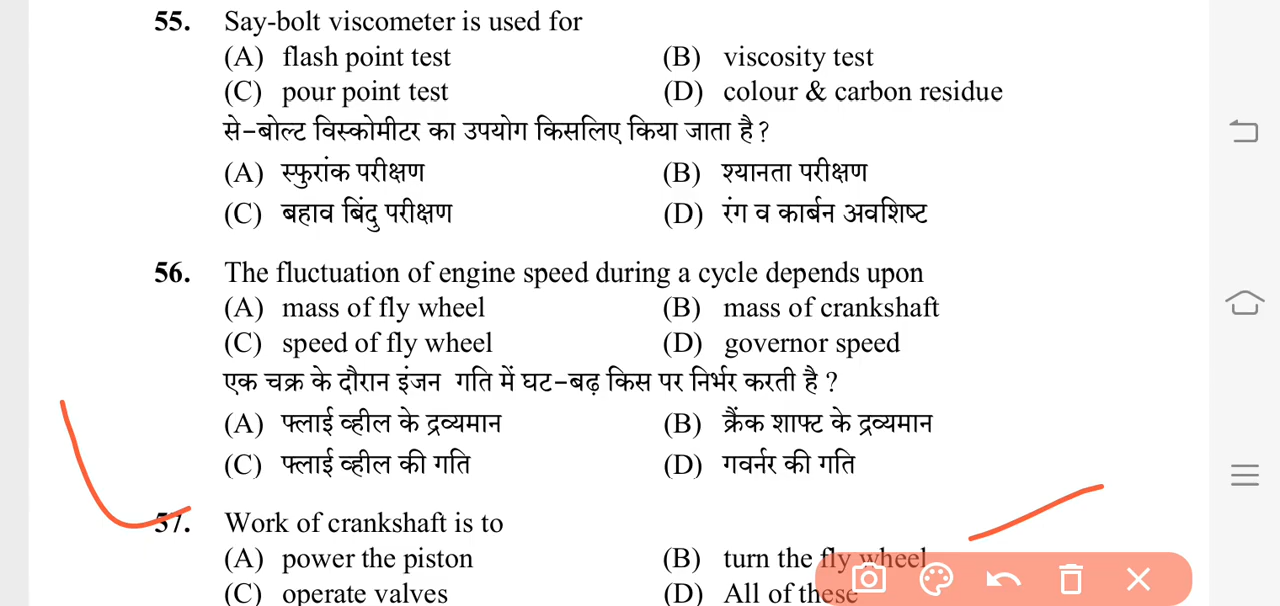 55. Say-bolt viscometer is used for
(A) flash point test (B) viscosity test
(C) pour point test (D) colour & carbon residue
से-बोल्ट विस्कोमीटर का उपयोग किसलिए किया जाता है ?
(A) स्फुरांक परीक्षण (B) श्यानता परीक्षण
(C) बहाव बिंदु परीक्षण (D) रंग व कार्बन अवशिष्ट
56. The fluctuation of engine speed during a cycle depends upon
(A) mass of fly wheel (B) mass of crankshaft
(C) speed of fly wheel (D) governor speed
एक चक्र के दौरान इंजन गति में घट-बढ़ किस पर निर्भर करती है ?
(A) फ्लाई व्हील के द्रव्यमान (B) क्रैंक शाफ्ट के द्रव्यमान
(C) फ्लाई व्हील की गति (D) गवर्नर की गति
57. Work of crankshaft is to
(A) power the piston (B) turn the fly wheel
(C) operate valves (D) All of these